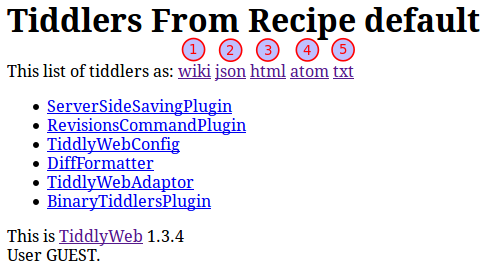 Tiddlers From Recipe default
1 2 3 4 5
This list of tiddlers as: wiki json html atom txt
ServerSideSavingPlugin
RevisionsCommandPlugin
TiddlyWebConfig
DiffFormatter
TiddlyWebAdaptor
BinaryTiddlersPlugin
This is TiddlyWeb 1.3.4
User GUEST.